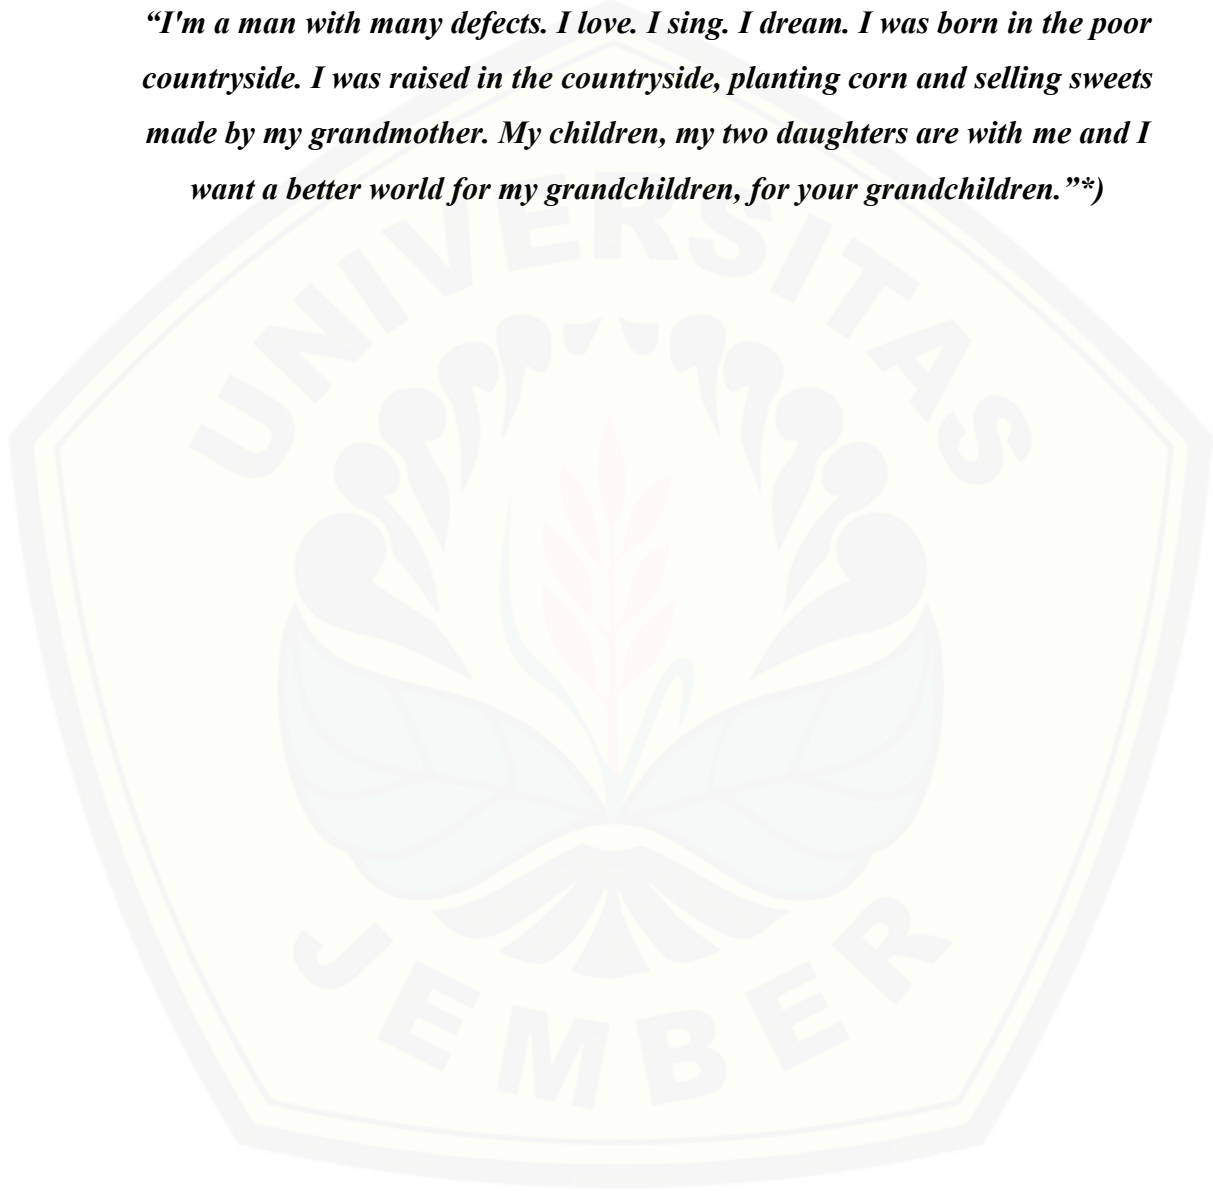 “I'm a man with many defects. I love. I sing. I dream. I was born in the poor
countryside. I was raised in the countryside, planting corn and selling sweets
made by my grandmother. My children, my two daughters are with me and I
want a better world for my grandchildren, for your grandchildren.”*)
UNIVERSITAS
JEMBER